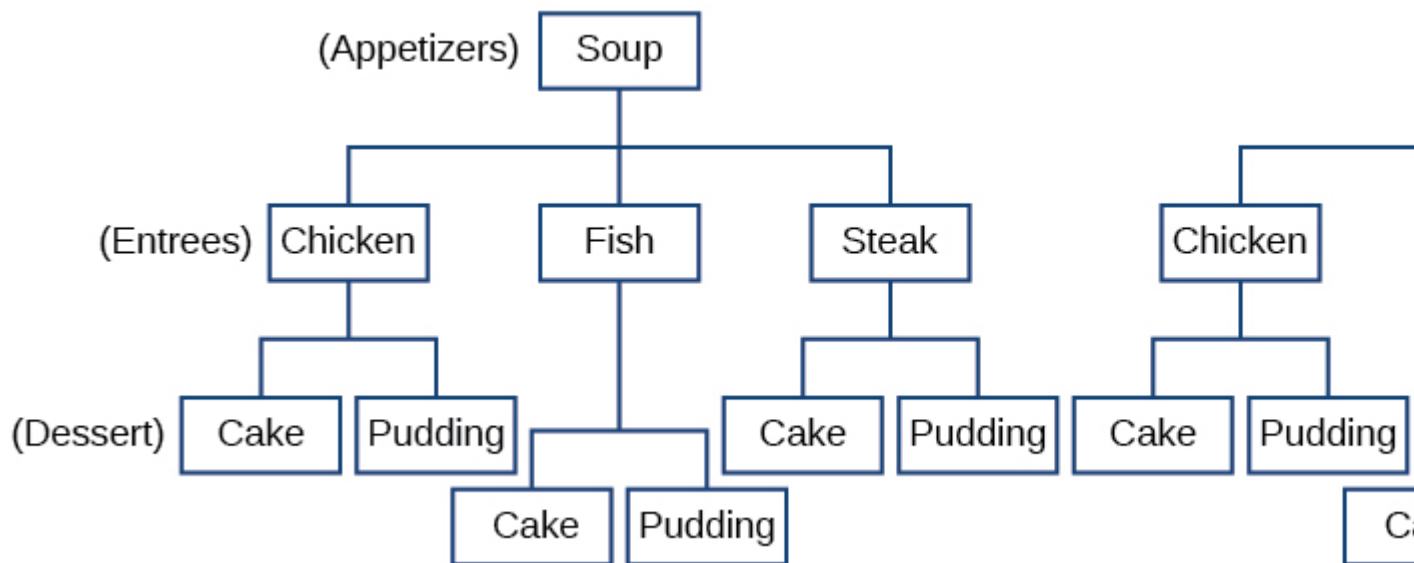 (Appetizers) Soup
(Entrees) Chicken Fish Steak Chicken
(Dessert) Cake Pudding Cake Pudding Cake Pudding
Cake Pudding